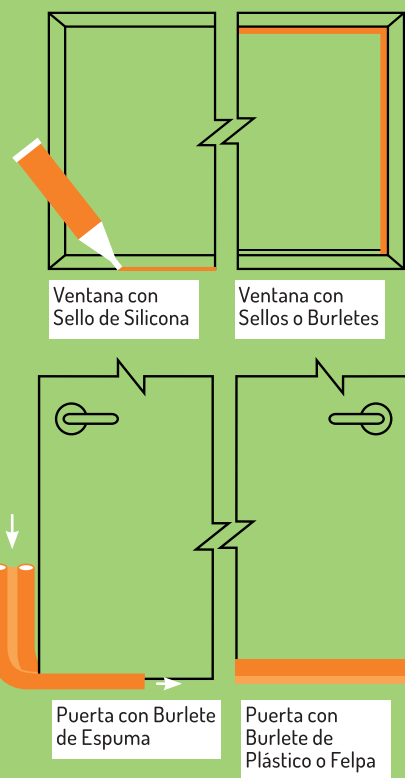 Ventana con
Sello de Silicona
Ventana con
Sellos o Burletes
Puerta con Burlete
de Espuma
Puerta con
Burlete de
Plástico o Felpa